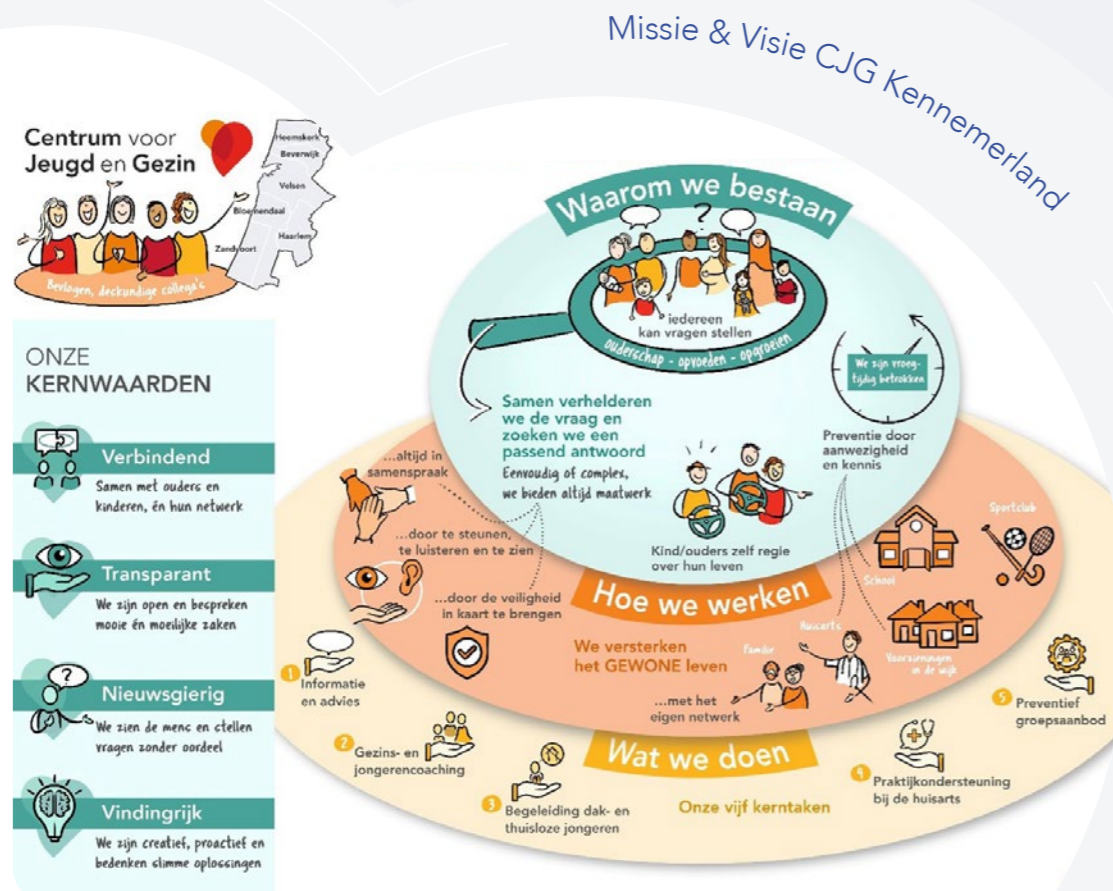 Missie & Visie CJG Kennemerland
Centrum voor
Jeugd en Gezin
Heemskerk
Beverwijk
Velsen
Bloemendaal
Haarlem
Zandvoort
Bevlogen, deskundige collega's
ONZE
KERNWAARDEN
Verbindend
Samen met ouders en
kinderen, én hun netwerk
Transparant
We zijn open en bespreken
mooie én moeilijke zaken
Nieuwsgierig
We zien de mens en stellen
vragen zonder oordeel
Vindingrijk
We zijn creatief, proactief en
bedenken slimme oplossingen
Waarom we bestaan
?
iedereen
kan vragen stellen
ouderschap - opvoeden - opgroeien
We zijn vroeg-
tijdig betrokken
Samen verhelderen
we de vraag en
zoeken we een
passend antwoord
Eenvoudig of complex,
we bieden altijd maatwerk
Preventie door
aanwezigheid
en kennis
Kind/ouders zelf regie
over hun leven
...altijd in
samenspraak
...door te steunen,
te luisteren en te zien
...door de veiligheid
in kaart te brengen
Hoe we werken
We versterken
het GEWONE leven
...met het
eigen netwerk
Familie
Huisarts
School
Sportclub
Voorzieningen
in de wijk
Wat we doen
Onze vijf kerntaken
1 Informatie
en advies
2 Gezins- en
jongerencoaching
3 Begeleiding dak- en
thuisloze jongeren
4 Praktijkondersteuning
bij de huisarts
5 Preventief
groepsaanbod